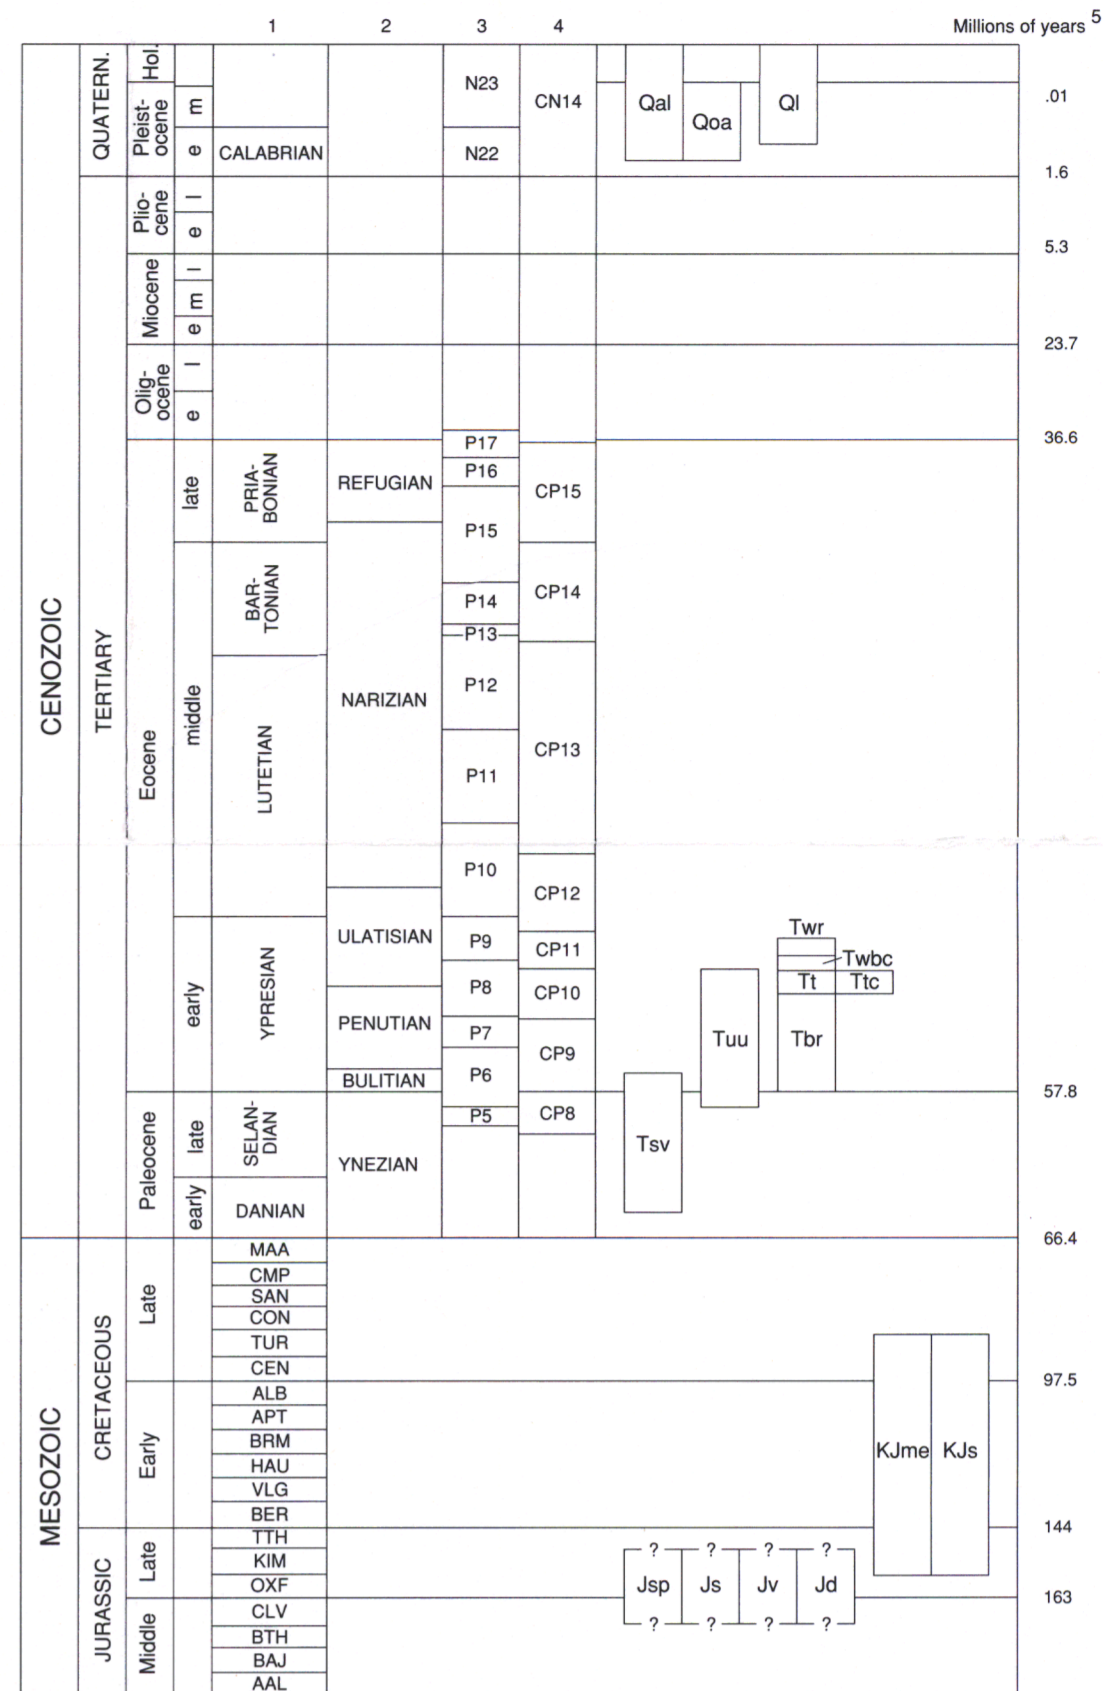 1 2 3 4 Millions of years 5
CENOZOIC
MESOZOIC
QUATERN.
TERTIARY
CRETACEOUS
JURASSIC
Hol.
Pleist-
ocene
Plio-
cene
Miocene
Olig-
ocene
Eocene
Paleocene
Late
Early
Late
Middle
m
e
l
e
l
m
e
l
e
late
middle
early
late
early
CALABRIAN
PRIA-
BONIAN
BAR-
TONIAN
LUTETIAN
YPRESIAN
SELAN-
DIAN
DANIAN
MAA
CMP
SAN
CON
TUR
CEN
ALB
APT
BRM
HAU
VLG
BER
TTH
KIM
OXF
CLV
BTH
BAJ
AAL
REFUGIAN
NARIZIAN
ULATISIAN
PENUTIAN
BULITIAN
YNEZIAN
N23
N22
P17
P16
P15
P14
P13
P12
P11
P10
P9
P8
P7
P6
P5
CN14
CP15
CP14
CP13
CP12
CP11
CP10
CP9
CP8
Qal
Qoa
Ql
Twr
Twbc
Tt Ttc
Tuu
Tbr
Tsv
KJme KJs
? ? ? ?
Jsp Js Jv Jd
? ? ? ?
.01
1.6
5.3
23.7
36.6
57.8
66.4
97.5
144
163